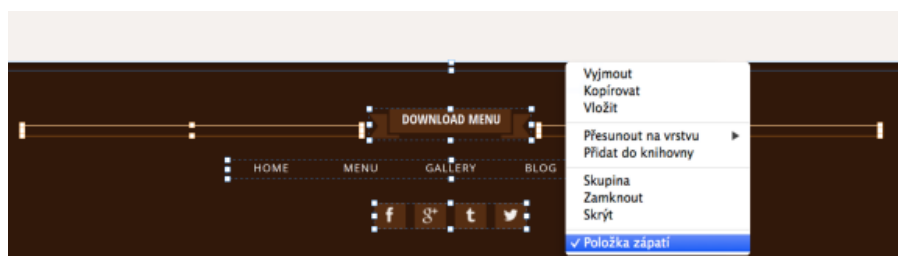 Vyjmout
Kopírovat
Vložit
DOWNLOAD MENU
Přesunout na vrstvu
Přidat do knihovny
HOME MENU GALLERY BLOG
Skupina
Zamknout
Skrýt
f g+ t
✓ Položka zápatí